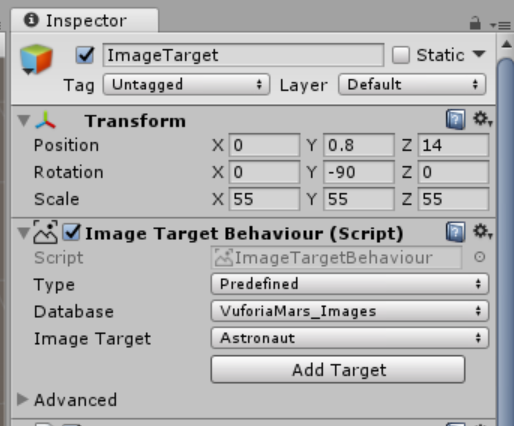 Inspector
ImageTarget Static
Tag Untagged Layer Default
Transform
Position X 0 Y 0.8 Z 14
Rotation X 0 Y -90 Z 0
Scale X 55 Y 55 Z 55
Image Target Behaviour (Script)
Script ImageTargetBehaviour
Type Predefined
Database VuforiaMars_Images
Image Target Astronaut
Add Target
Advanced